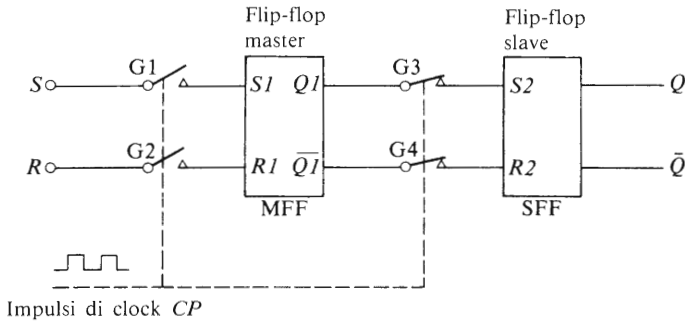 Flip-flop
master
Flip-flop
slave
G1
G3
S
S1
Q1
S2
Q
G2
G4
R
R1
Q̅1̅
R2
Q̅
MFF
SFF
Impulsi di clock CP